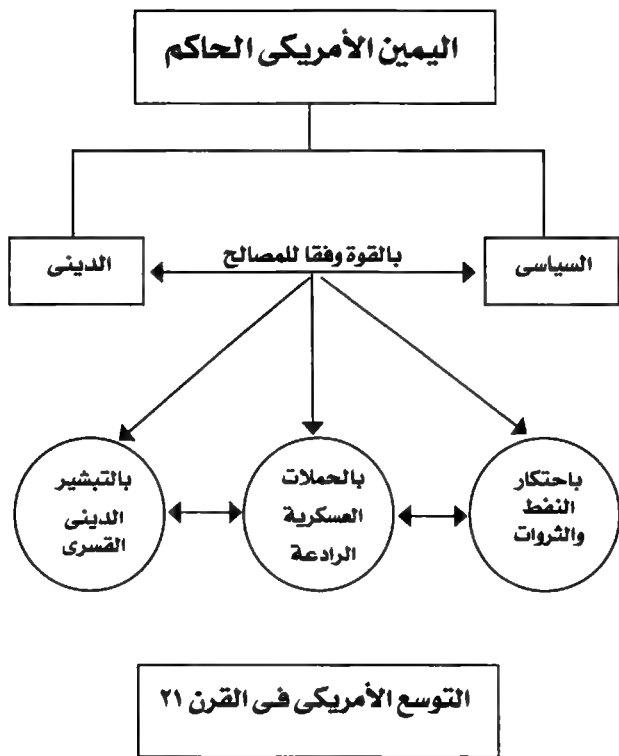 اليمين الأمريكى الحاكم
السياسى
بالقوة وفقا للمصالح
الدينى
باحتكار
النفط
والثروات
بالحملات
العسكرية
الرادعة
بالتبشير
الدينى
القسرى
التوسع الأمريكى فى القرن ٢١